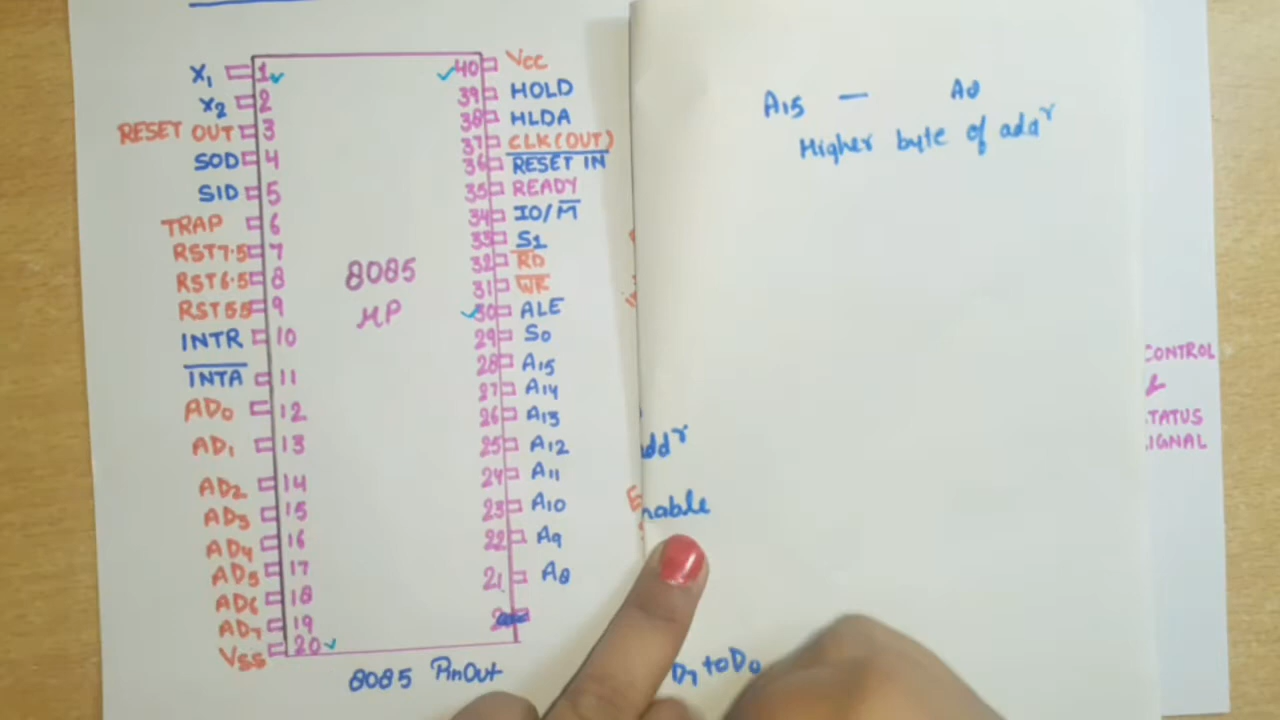 X1 1
X2 2
RESET OUT 3
SOD 4
SID 5
TRAP 6
RST7.5 7
RST6.5 8
RST5.5 9
INTR 10
INTA 11
AD0 12
AD1 13
AD2 14
AD3 15
AD4 16
AD5 17
AD6 18
AD7 19
Vss 20
8085
μP
40 Vcc
39 HOLD
38 HLDA
37 CLK(OUT)
36 RESET IN
35 READY
34 IO/M
33 S1
32 RD
31 WR
30 ALE
29 S0
28 A15
27 A14
26 A13
25 A12
24 A11
23 A10
22 A9
21 A8
8085 PinOut
A15 — A8
Higher byte of addr
addr
nable
D7 to D0
CONTROL
&
STATUS
SIGNAL